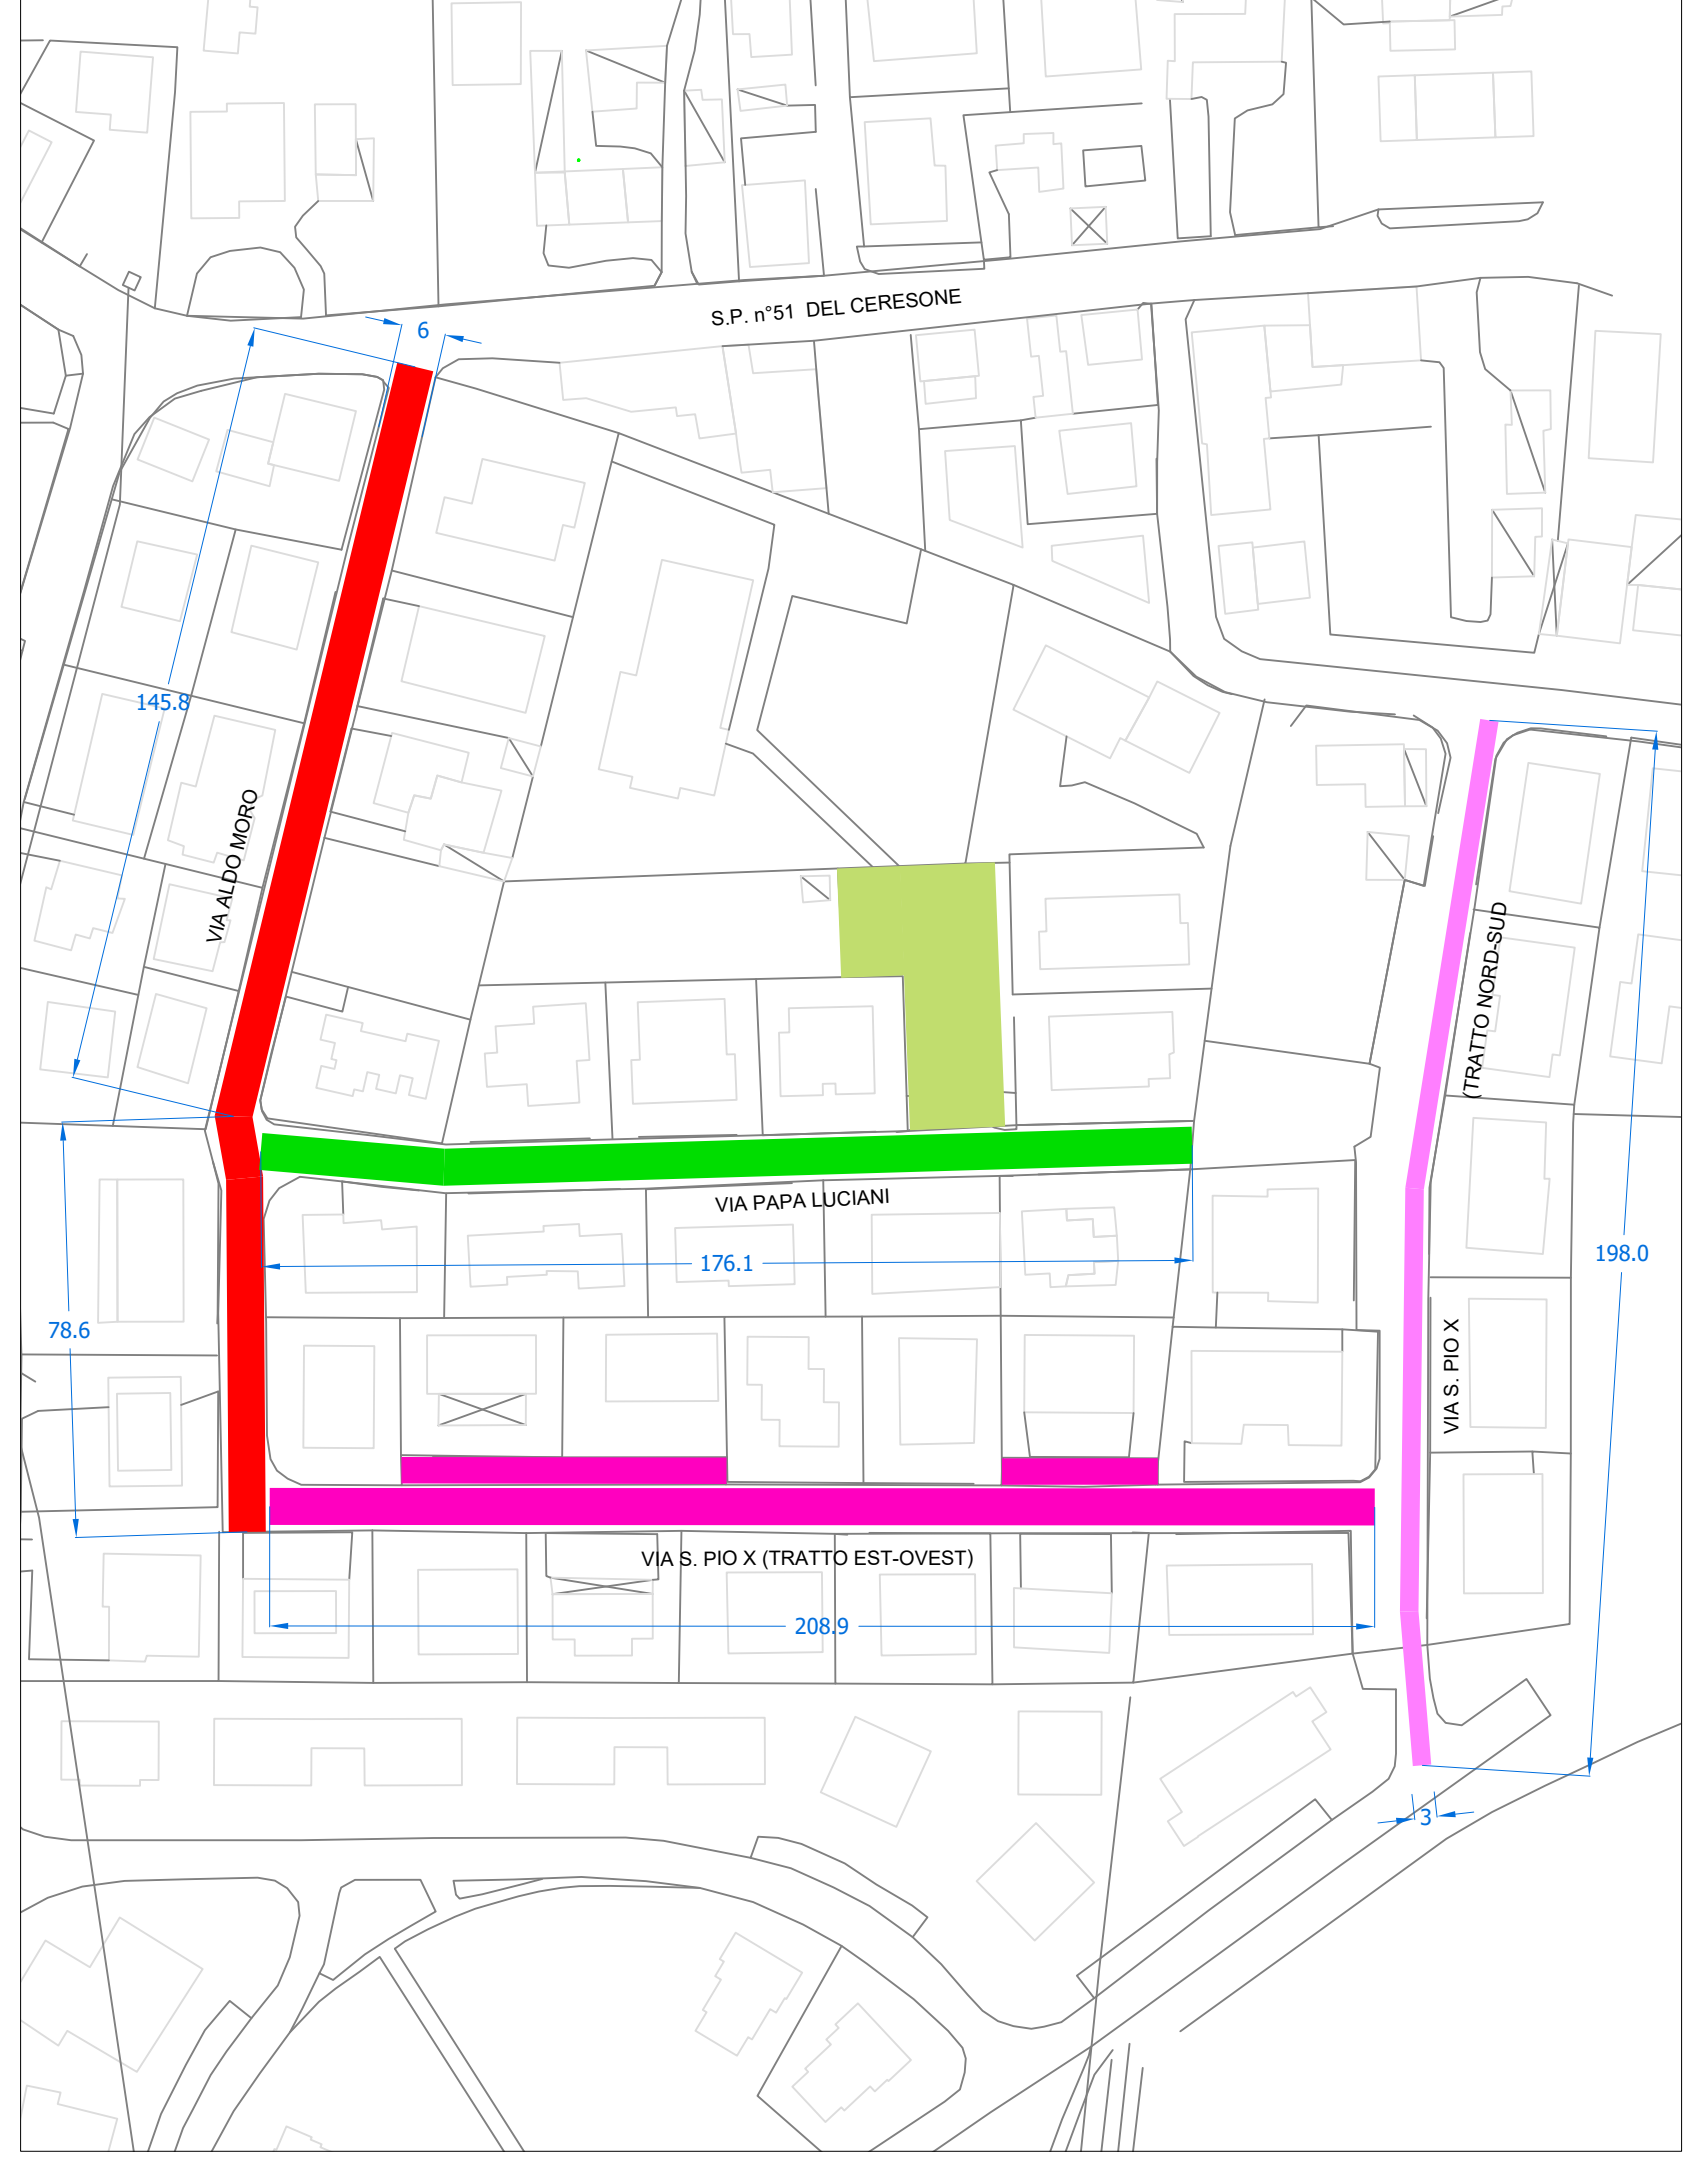 S.P. n°51 DEL CERESONE
6
145.8
VIA ALDO MORO
(TRATTO NORD-SUD
VIA PAPA LUCIANI
176.1
198.0
78.6
VIA S. PIO X
VIA S. PIO X (TRATTO EST-OVEST)
208.9
3